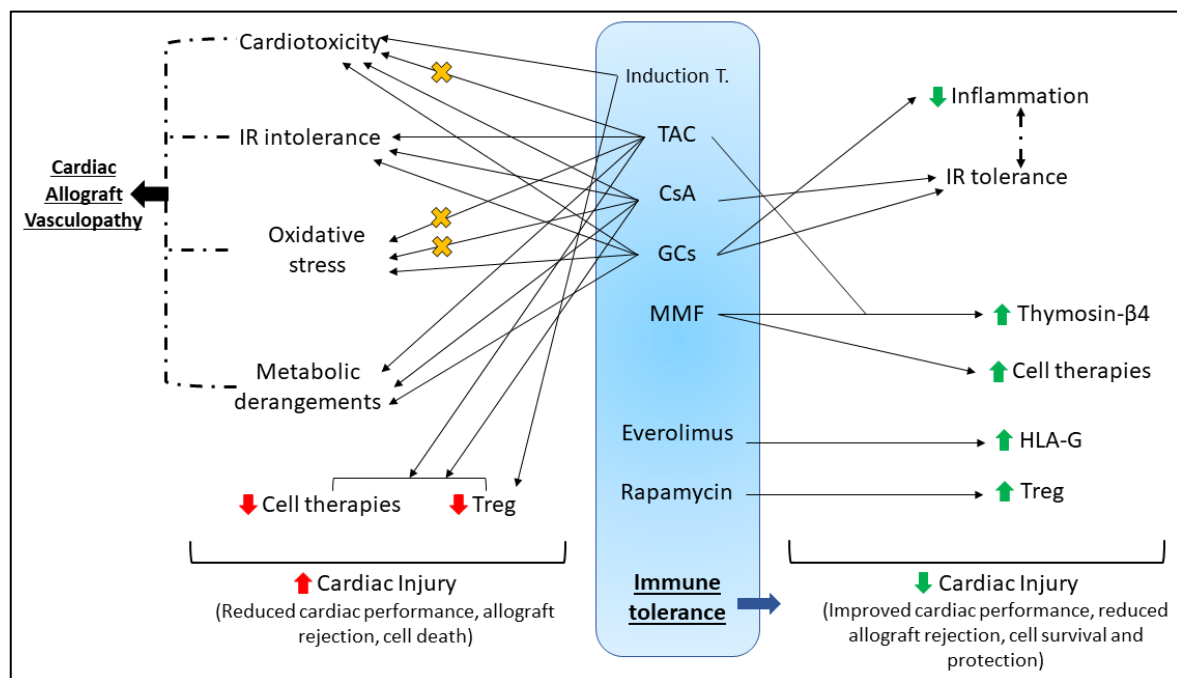 Cardiotoxicity
IR intolerance
Cardiac
Allograft
Vasculopathy
Oxidative
stress
Metabolic
derangements
Cell therapies
Treg
Cardiac Injury
(Reduced cardiac performance, allograft
rejection, cell death)
Induction T.
TAC
CsA
GCs
MMF
Everolimus
Rapamycin
Immune
tolerance
Inflammation
IR tolerance
Thymosin-β4
Cell therapies
HLA-G
Treg
Cardiac Injury
(Improved cardiac performance, reduced
allograft rejection, cell survival and
protection)